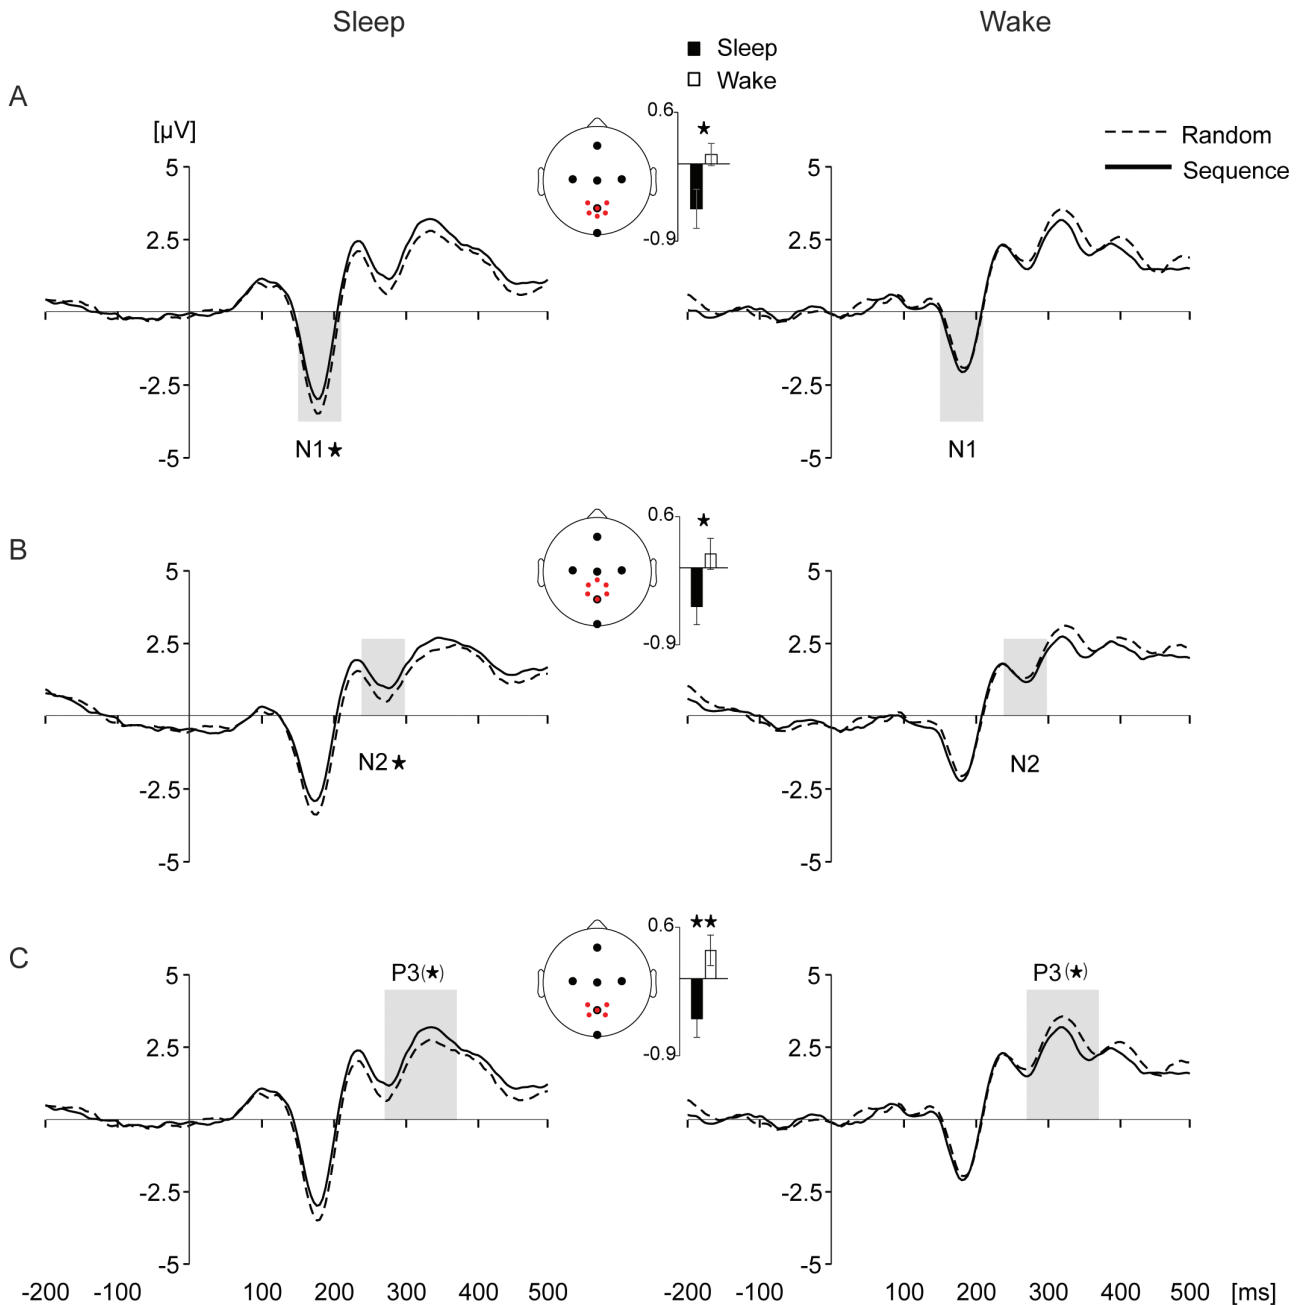 Sleep
Wake
Sleep
Wake
A
[µV]
0.6
★
-0.9
Random
Sequence
5
2.5
-2.5
-5
N1★
5
2.5
-2.5
-5
N1
B
0.6
★
-0.9
5
2.5
-2.5
-5
N2★
5
2.5
-2.5
-5
N2
C
0.6
★★
-0.9
5
2.5
-2.5
-5
P3(★)
5
2.5
-2.5
-5
P3(★)
-200 -100 100 200 300 400 500
-200 -100 100 200 300 400 500 [ms]